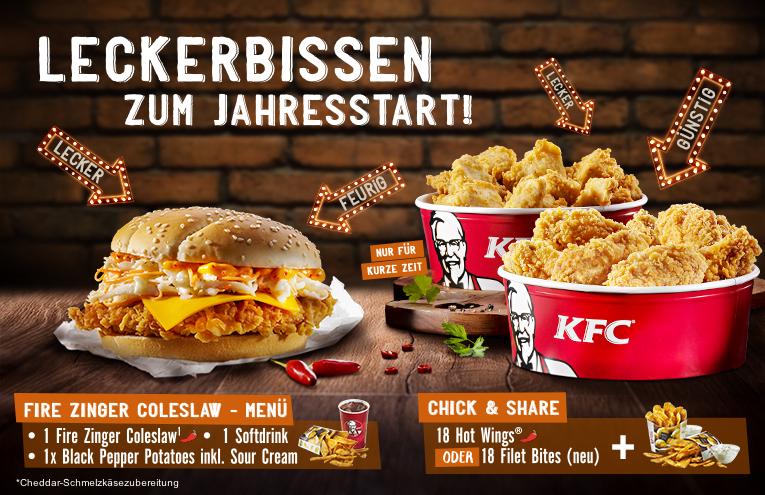 LECKERBISSEN
ZUM JAHRESSTART!
LECKER
FEURIG
LECKER
GÜNSTIG
NUR FÜR
KURZE ZEIT
KFC
KFC®
FIRE ZINGER COLESLAW - MENÜ
• 1 Fire Zinger Coleslaw¹ • 1 Softdrink
• 1x Black Pepper Potatoes inkl. Sour Cream
CHICK & SHARE
18 Hot Wings®
ODER 18 Filet Bites (neu) +
*Cheddar-Schmelzkäsezubereitung